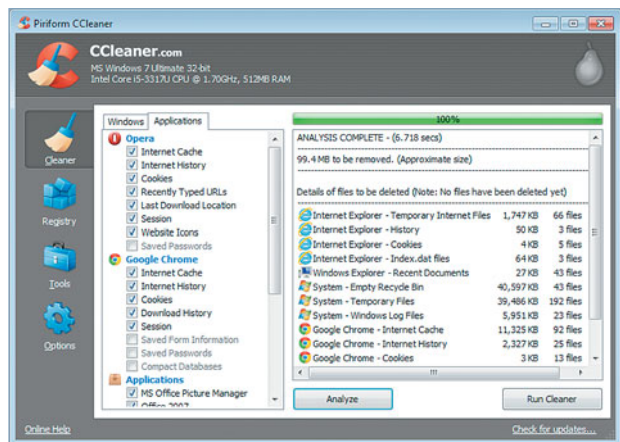 Piriform CCleaner
CCleaner.com
MS Windows 7 Ultimate 32-bit
Intel Core i5-3317U CPU @ 1.70GHz, 512MB RAM
Cleaner
Registry
Tools
Options
Windows Applications
Opera
Internet Cache
Internet History
Cookies
Recently Typed URLs
Last Download Location
Session
Website Icons
Saved Passwords
Google Chrome
Internet Cache
Internet History
Cookies
Download History
Session
Saved Form Information
Saved Passwords
Compact Databases
Applications
MS Office Picture Manager
Office 2007
100%
ANALYSIS COMPLETE - (6.718 secs)
99.4 MB to be removed. (Approximate size)
Details of files to be deleted (Note: No files have been deleted yet)
Internet Explorer - Temporary Internet Files 1,747 KB 66 files
Internet Explorer - History 50 KB 3 files
Internet Explorer - Cookies 4 KB 5 files
Internet Explorer - Index.dat files 64 KB 3 files
Windows Explorer - Recent Documents 27 KB 43 files
System - Empty Recycle Bin 40,597 KB 43 files
System - Temporary Files 39,486 KB 192 files
System - Windows Log Files 5,951 KB 23 files
Google Chrome - Internet Cache 11,325 KB 92 files
Google Chrome - Internet History 2,327 KB 25 files
Google Chrome - Cookies 3 KB 13 files
Analyze
Run Cleaner
Online Help
Check for updates...